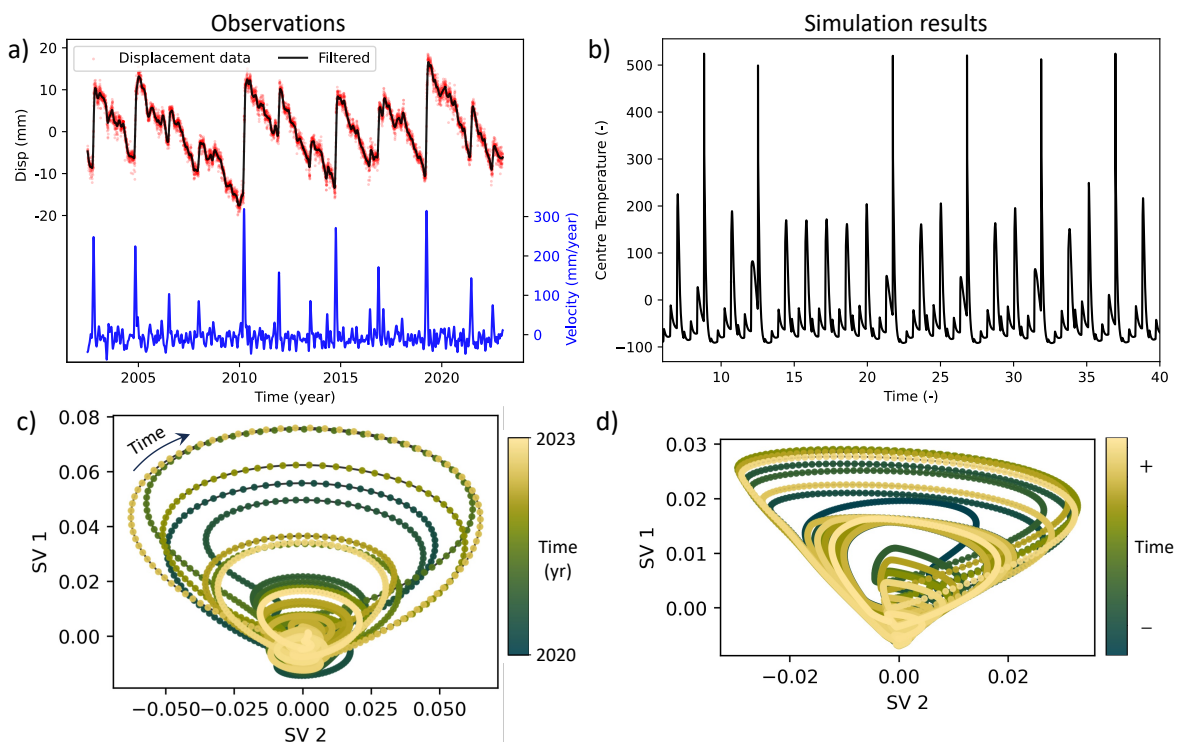 Observations
Simulation results
a)
Displacement data
Filtered
20
10
0
−10
−20
Disp (mm)
300
200
100
0
Velocity (mm/year)
2005
2010
2015
2020
Time (year)
b)
500
400
300
200
100
0
−100
Centre Temperature (-)
10
15
20
25
30
35
40
Time (-)
c)
Time
0.08
0.06
0.04
0.02
0.00
SV 1
−0.050
−0.025
0.000
0.025
0.050
SV 2
2023
Time
(yr)
2020
d)
0.03
0.02
0.01
0.00
SV 1
−0.02
0.00
0.02
SV 2
+
Time
−